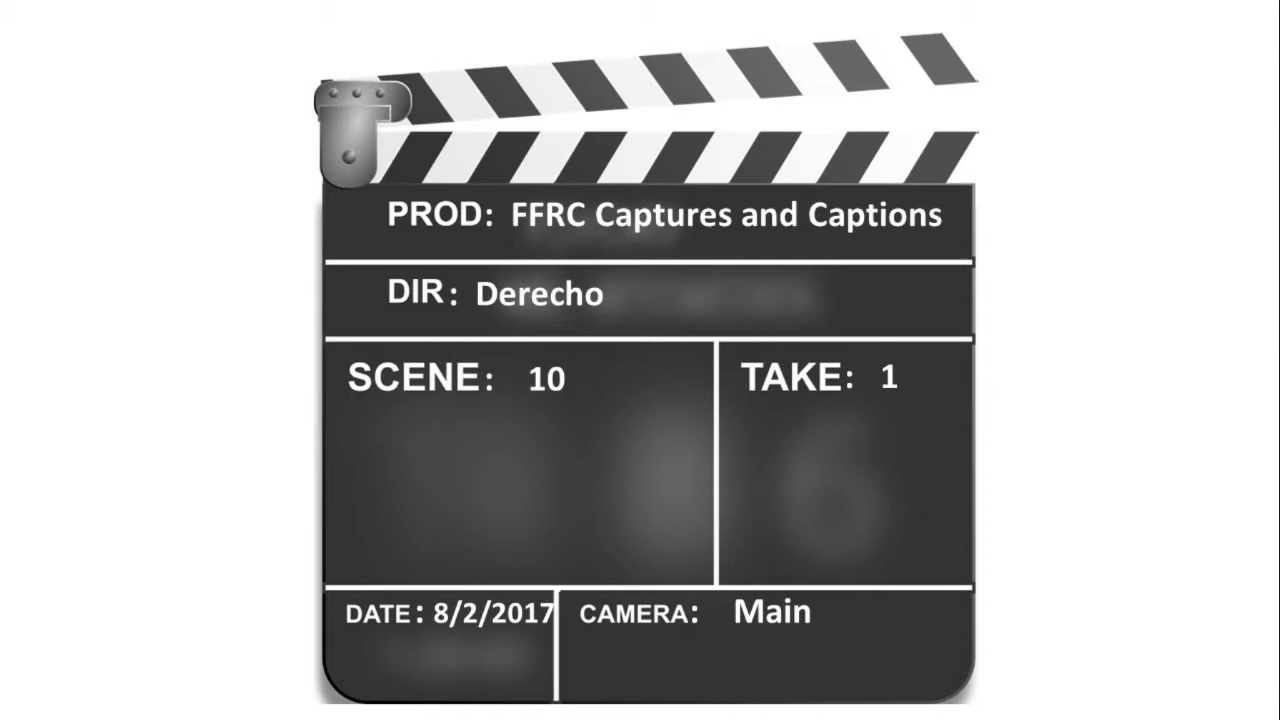 PROD: FFRC Captures and Captions
DIR: Derecho
SCENE: 10
TAKE: 1
DATE: 8/2/2017
CAMERA: Main